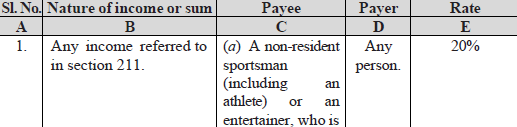 Sl. No. Nature of income or sum Payee Payer Rate
A B C D E
1. Any income referred to (a) A non-resident Any 20%
in section 211. sportsman person.
(including an
athlete) or an
entertainer, who is